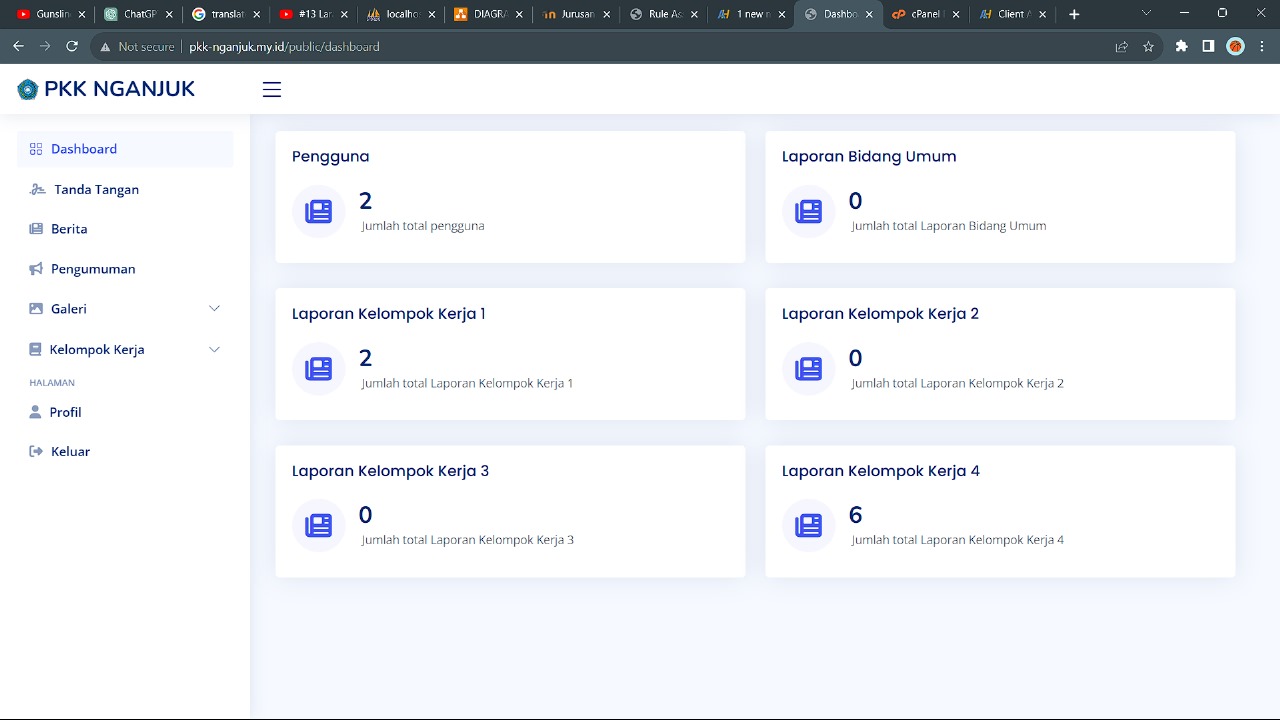 Gunslin
ChatGP
translat
#13 Lar
localho
DIAGRA
Jurusan
Rule As
1 new n
Dashbo
cPanel
Client A
Not secure
pkk-nganjuk.my.id/public/dashboard
PKK NGANJUK
Dashboard
Tanda Tangan
Berita
Pengumuman
Galeri
Kelompok Kerja
HALAMAN
Profil
Keluar
Pengguna
2
Jumlah total pengguna
Laporan Bidang Umum
0
Jumlah total Laporan Bidang Umum
Laporan Kelompok Kerja 1
2
Jumlah total Laporan Kelompok Kerja 1
Laporan Kelompok Kerja 2
0
Jumlah total Laporan Kelompok Kerja 2
Laporan Kelompok Kerja 3
0
Jumlah total Laporan Kelompok Kerja 3
Laporan Kelompok Kerja 4
6
Jumlah total Laporan Kelompok Kerja 4